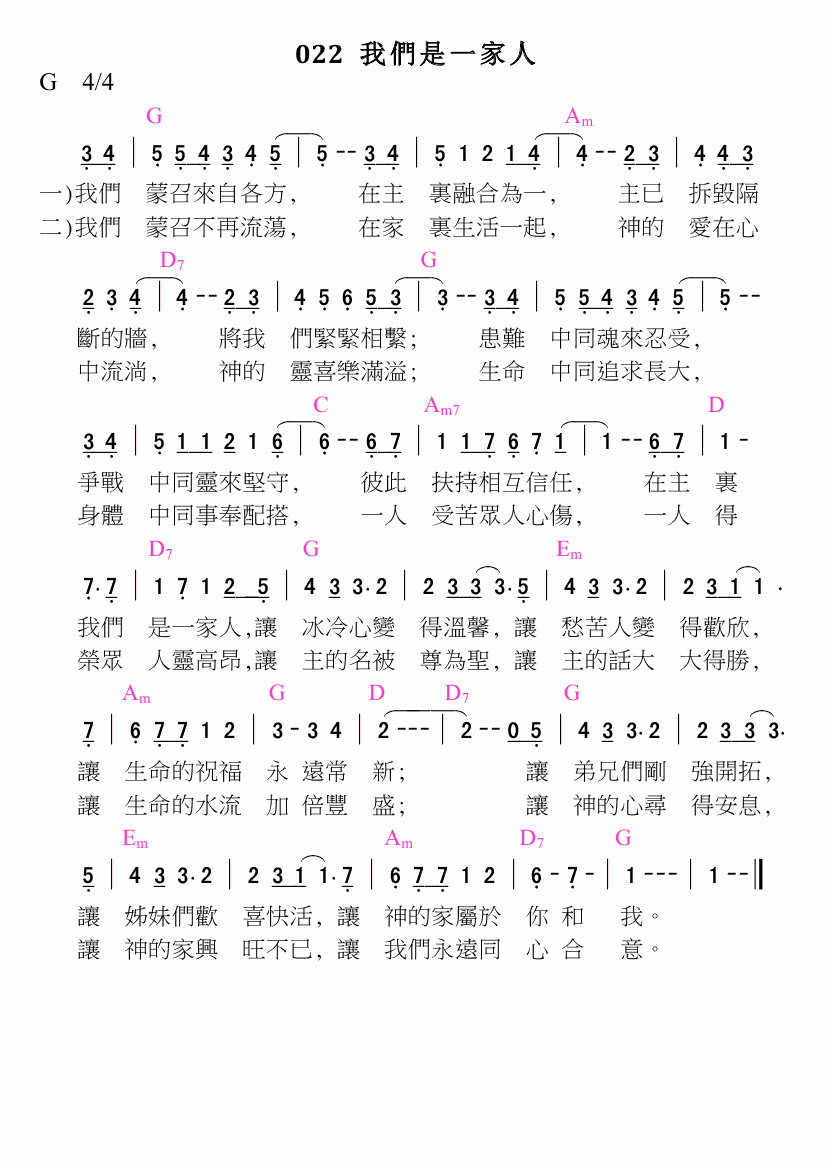 022 我們是一家人
G 4/4
G Am
3 4 | 5 5 4 3 4 5 | 5 -- 3 4 | 5 1 2 1 4 | 4 -- 2 3 | 4 4 3
一)我們 蒙召來自各方, 在主 裏融合為一, 主已 拆毀隔
二)我們 蒙召不再流蕩, 在家 裏生活一起, 神的 愛在心
D7 G
2 3 4 | 4 -- 2 3 | 4 5 6 5 3 | 3 -- 3 4 | 5 5 4 3 4 5 | 5 --
斷的牆, 將我 們緊緊相繫; 患難 中同魂來忍受,
中流淌, 神的 靈喜樂滿溢; 生命 中同追求長大,
C Am7 D
3 4 | 5 1 1 2 1 6 | 6 -- 6 7 | 1 1 7 6 7 1 | 1 -- 6 7 | 1 -
爭戰 中同靈來堅守, 彼此 扶持相互信任, 在主 裏
身體 中同事奉配搭, 一人 受苦眾人心傷, 一人 得
D7 G Em
7. 7 | 1 7 1 2 5 | 4 3 3. 2 | 2 3 3 3. 5 | 4 3 3. 2 | 2 3 1 1 .
我們 是一家人,讓 冰冷心變 得溫馨, 讓 愁苦人變 得歡欣,
榮眾 人靈高昂,讓 主的名被 尊為聖, 讓 主的話大 大得勝,
Am G D D7 G
7 | 6 7 7 1 2 | 3 - 3 4 | 2 --- | 2 -- 0 5 | 4 3 3. 2 | 2 3 3 3.
讓 生命的祝福 永 遠常 新; 讓 弟兄們剛 強開拓,
讓 生命的水流 加 倍豐 盛; 讓 神的心尋 得安息,
Em Am D7 G
5 | 4 3 3. 2 | 2 3 1 1. 7 | 6 7 7 1 2 | 6 - 7 - | 1 --- | 1 -- ‖
讓 姊妹們歡 喜快活, 讓 神的家屬於 你 和 我。
讓 神的家興 旺不已, 讓 我們永遠同 心 合 意。